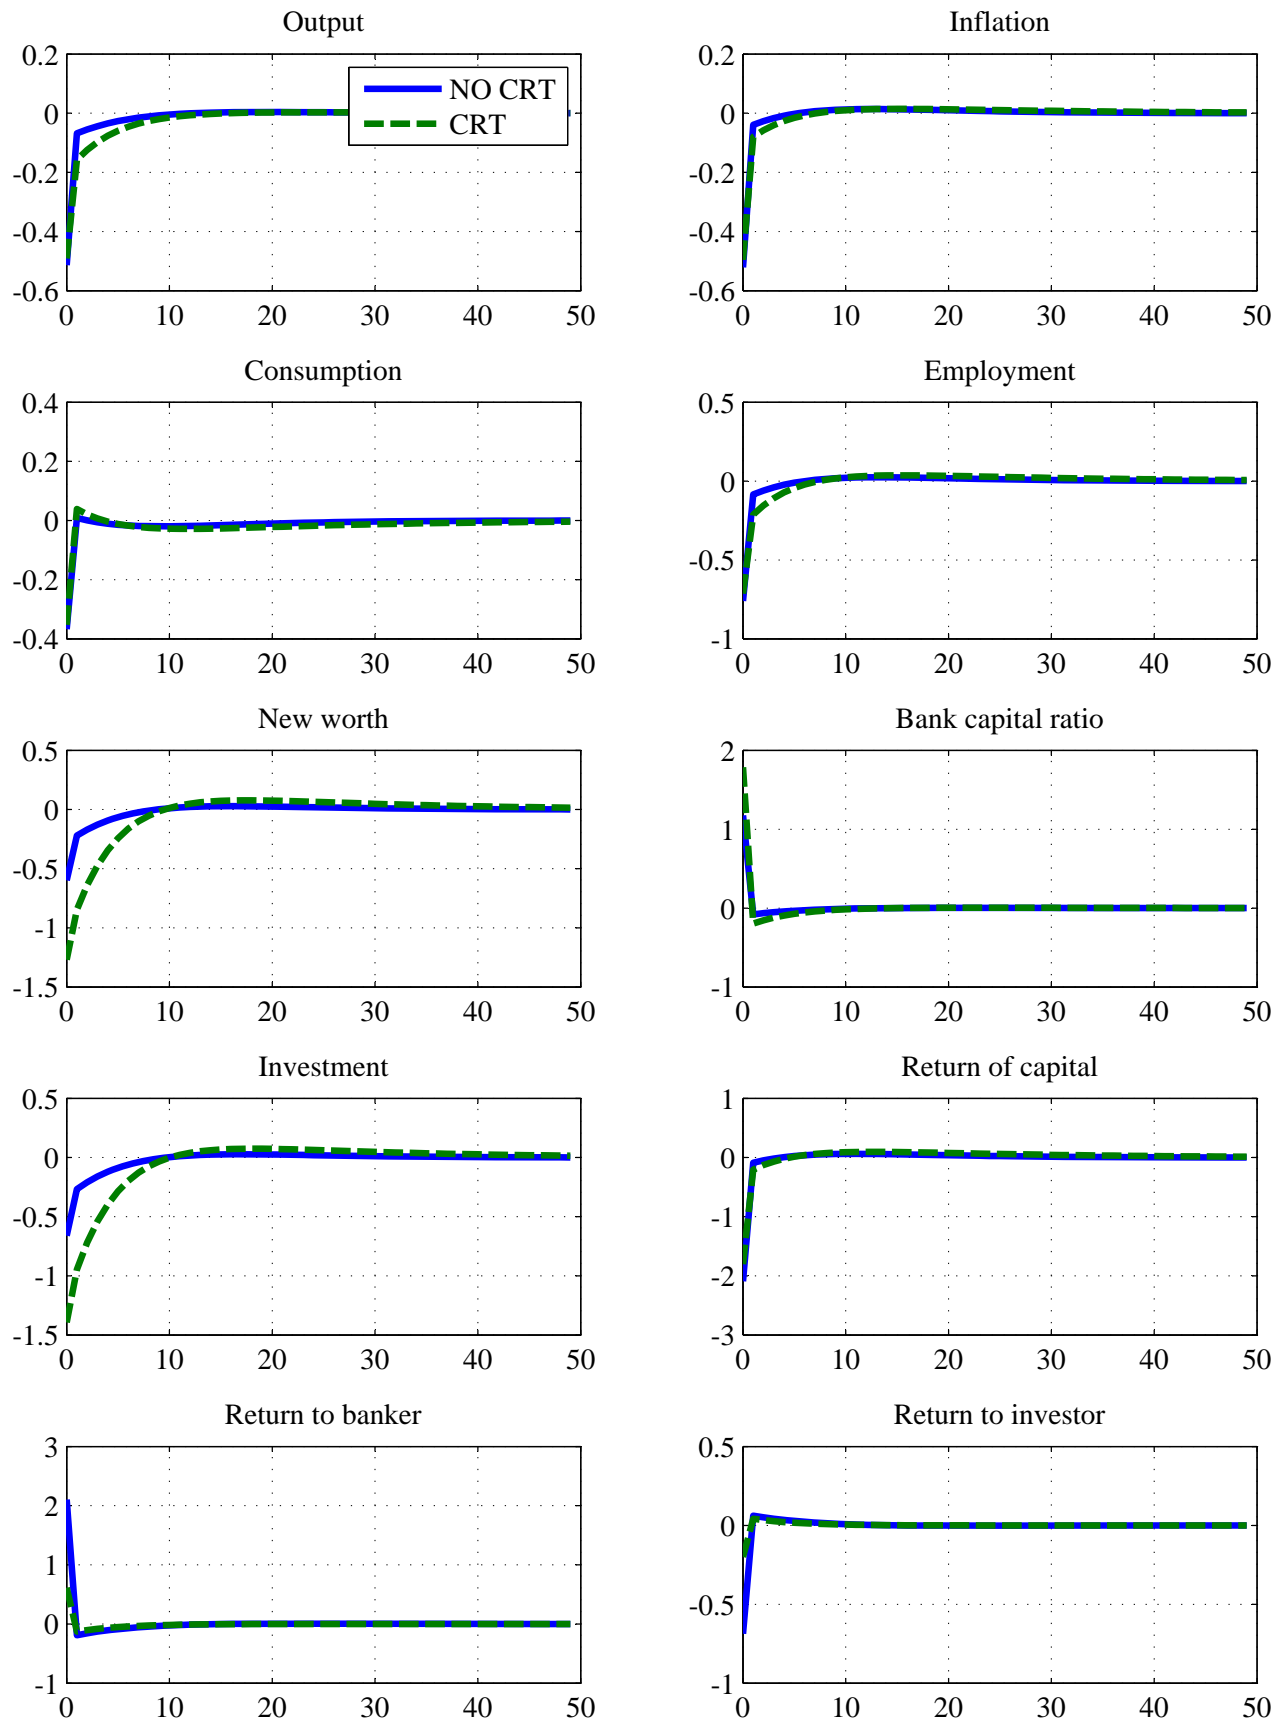 Output
0.2
0
-0.2
-0.4
-0.6
0 10 20 30 40 50
NO CRT
CRT
Inflation
0.2
0
-0.2
-0.4
-0.6
0 10 20 30 40 50
Consumption
0.4
0.2
0
-0.2
-0.4
0 10 20 30 40 50
Employment
0.5
0
-0.5
-1
0 10 20 30 40 50
New worth
0.5
0
-0.5
-1
-1.5
0 10 20 30 40 50
Bank capital ratio
2
1
0
-1
0 10 20 30 40 50
Investment
0.5
0
-0.5
-1
-1.5
0 10 20 30 40 50
Return of capital
1
0
-1
-2
-3
0 10 20 30 40 50
Return to banker
3
2
1
0
-1
0 10 20 30 40 50
Return to investor
0.5
0
-0.5
-1
0 10 20 30 40 50